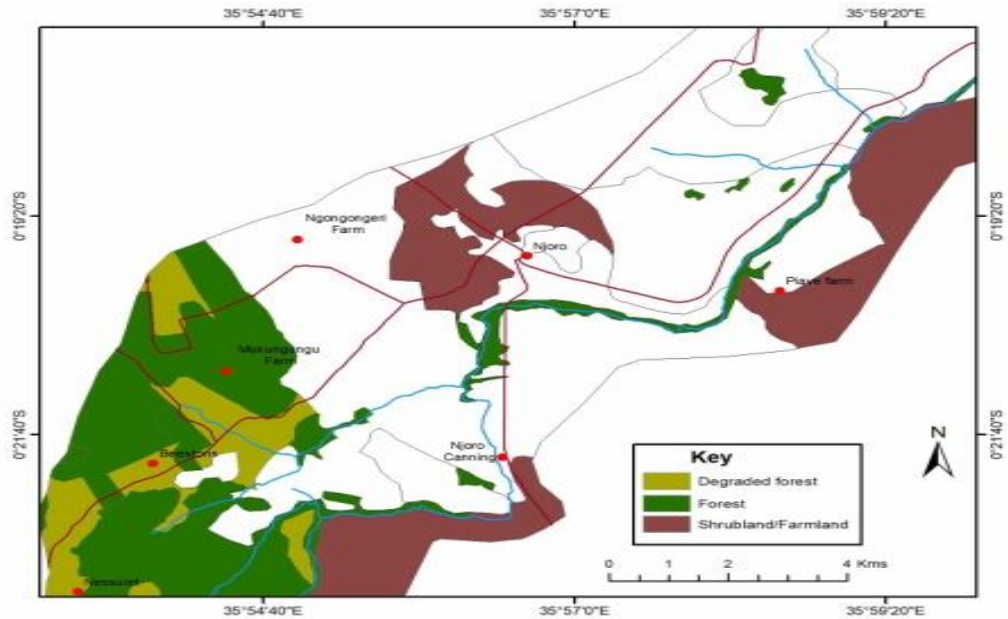 35°54'40"E 35°57'0"E 35°59'20"E
0°19'20"S
0°19'20"S
Ngongongeri
Farm
Njoro
Plave farm
Mukungungu
Farm
0°21'40"S
0°21'40"S
Beestons
Njoro
Canning
N
Key
Degraded forest
Forest
Shrubland/Farmland
Nessuiet
0 1 2 4 Kms
35°54'40"E 35°57'0"E 35°59'20"E